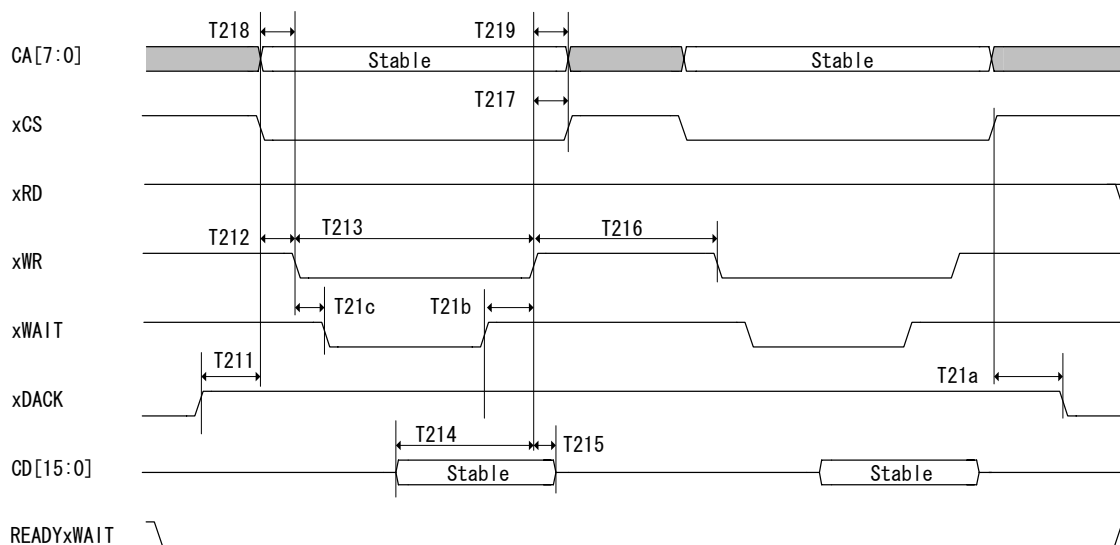 T218 T219
CA[7:0] Stable Stable
T217
xCS
xRD
T212 T213 T216
xWR
T21c T21b
xWAIT
T211 T21a
xDACK
T214 T215
CD[15:0] Stable Stable
READYxWAIT